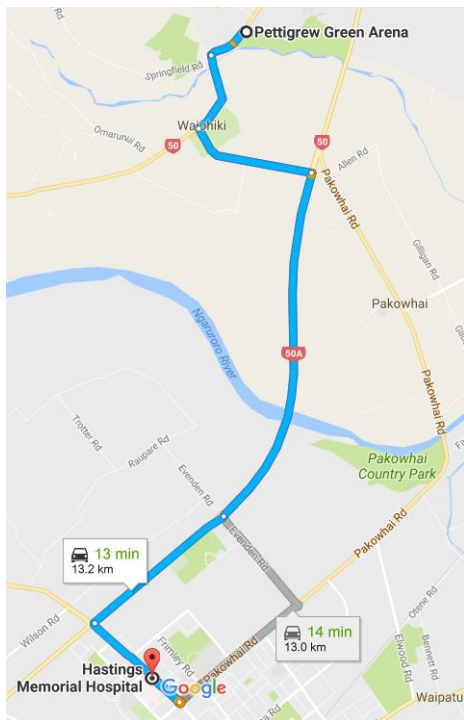 Pettigrew Green Arena
Springfield Rd
Waiohiki
Omarunui Rd
50
50
Allen Rd
Pakowhai Rd
Gilligan Rd
Pakowhai
Ngaruroro
River
50A
Pakowhai Rd
Trotter Rd
Raupare Rd
Evenden Rd
Pakowhai
Country Park
Evenden Rd
Pakowhai Rd
13 min
13.2 km
Wilson Rd
14 min
13.0 km
Otene Rd
Bennett Rd
Elwood Rd
Frimley Rd
Pakowhai Rd
Hastings
Memorial Hospital
Google
Waipatu